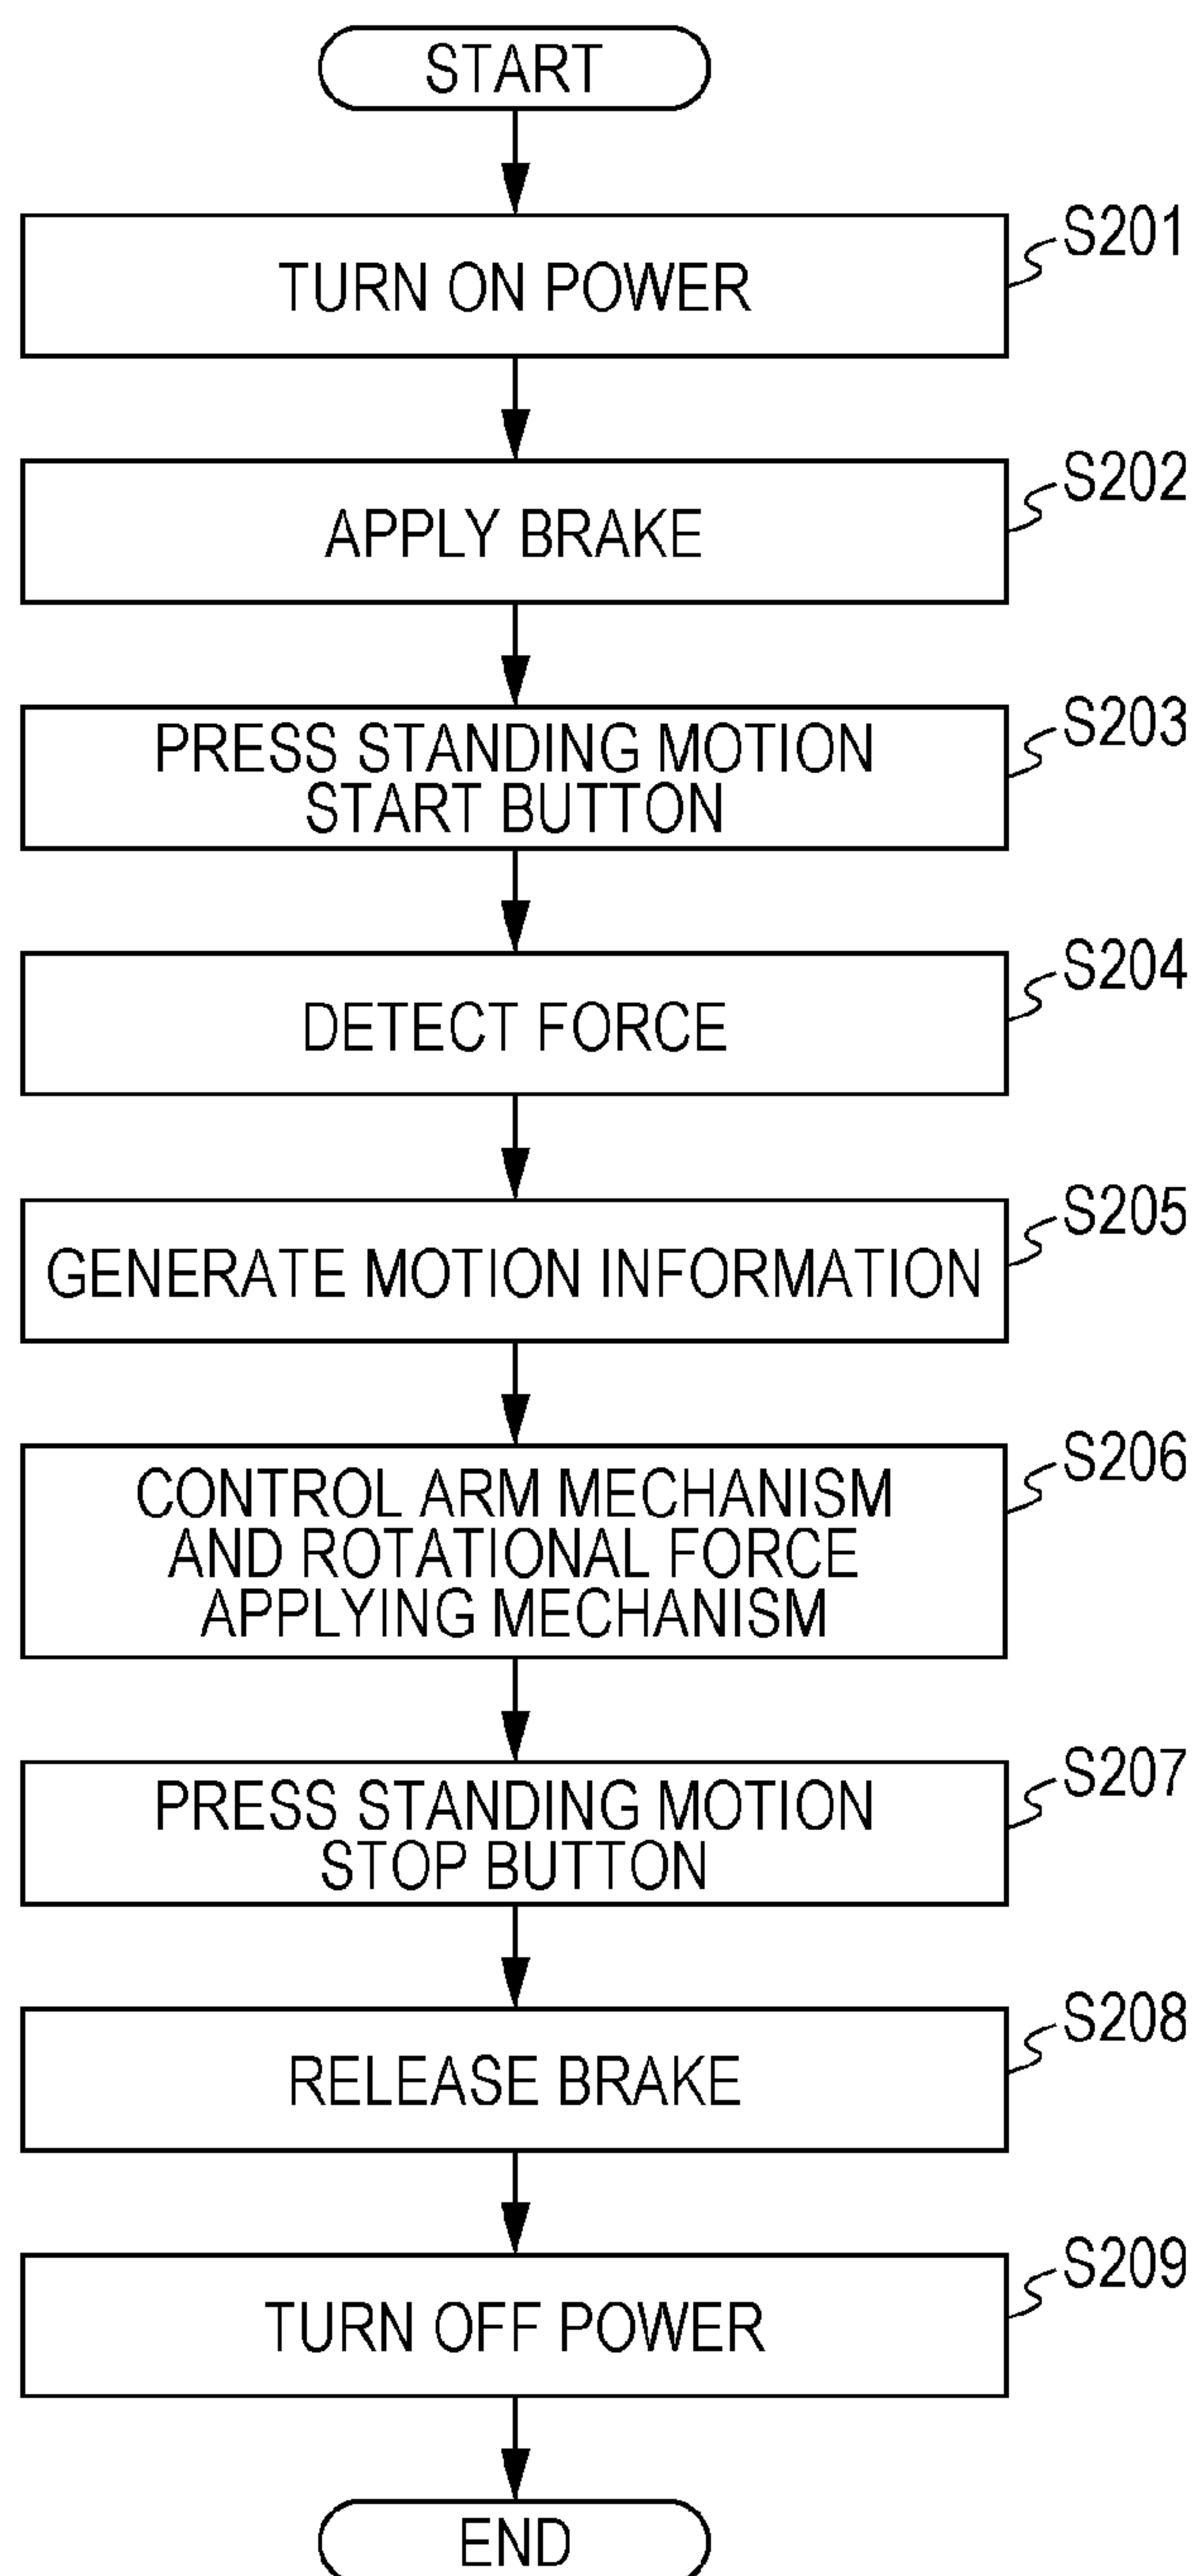 START
TURN ON POWER
S201
APPLY BRAKE
S202
PRESS STANDING MOTION
START BUTTON
S203
DETECT FORCE
S204
GENERATE MOTION INFORMATION
S205
CONTROL ARM MECHANISM
AND ROTATIONAL FORCE
APPLYING MECHANISM
S206
PRESS STANDING MOTION
STOP BUTTON
S207
RELEASE BRAKE
S208
TURN OFF POWER
S209
END